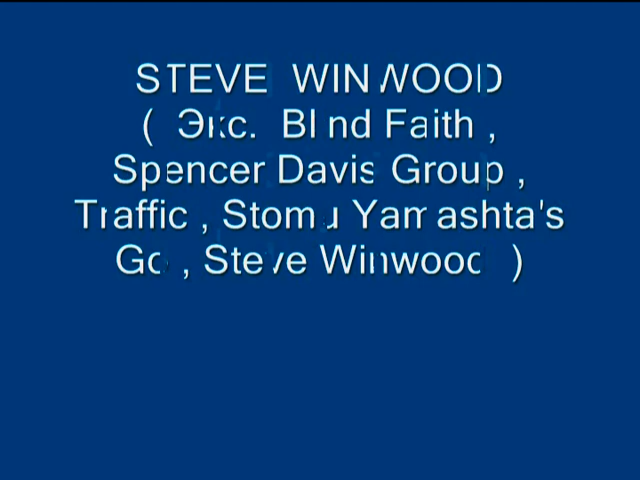 STEVE WINWOOD
( Экс. Blind Faith ,
Spencer Davis Group ,
Traffic , Stomu Yamashta's
Go , Steve Winwood )